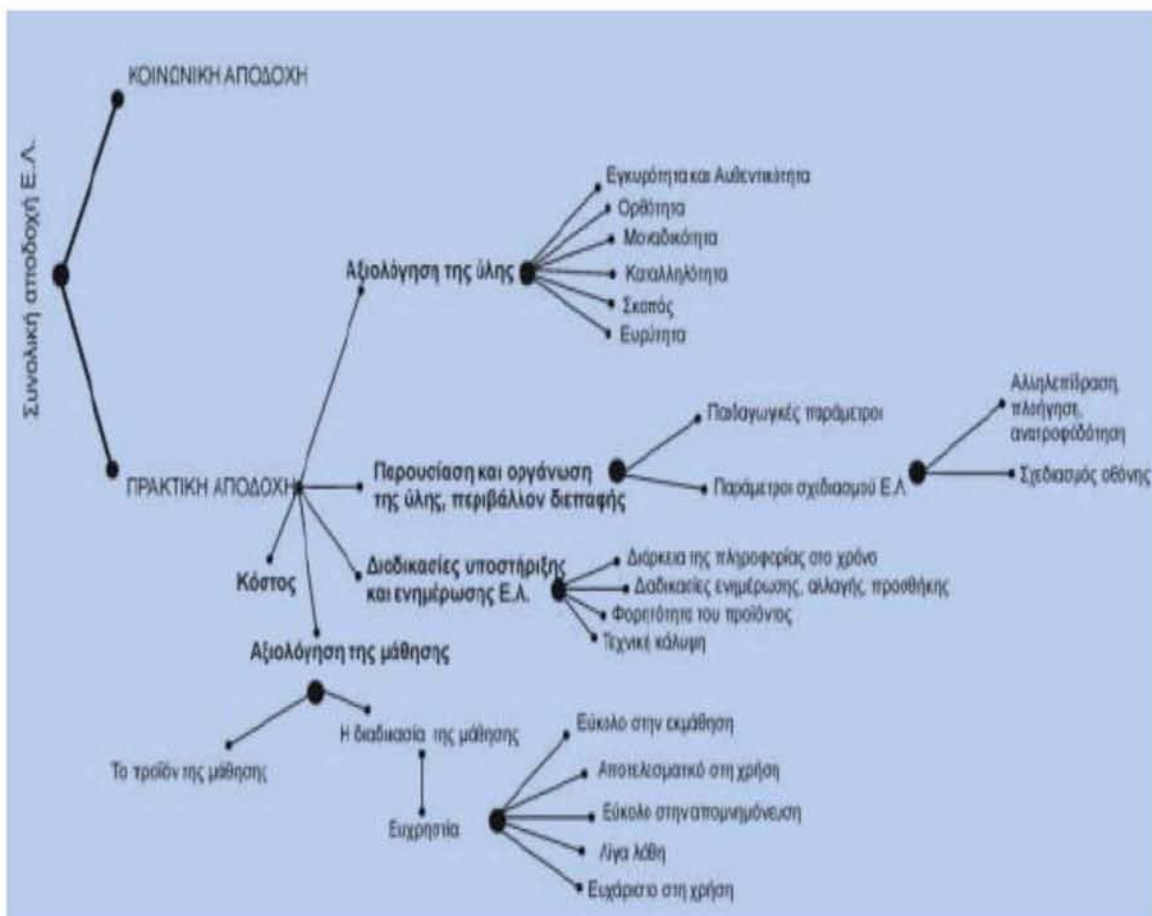 Συνολική αποδοχή Ε.Λ.
ΚΟΙΝΩΝΙΚΗ ΑΠΟΔΟΧΗ
ΠΡΑΚΤΙΚΗ ΑΠΟΔΟΧΗ
Αξιολόγηση της ύλης
Εγκυρότητα και Αυθεντικότητα
Ορθότητα
Μοναδικότητα
Καταλληλότητα
Σκοπός
Ευρύτητα
Περουσίαση και οργάνωση
της ύλης, περιβάλλον διεπαφής
Παιδαγωγικές παράμετροι
Παράμετροι σχεδιασμού Ε.Λ
Αλληλεπίδραση,
πλοήγηση,
ανατροφοδότηση
Σχεδιασμός οθόνης
Κόστος
Διαδικασίες υποστήριξης
και ενημέρωσης Ε.Λ.
Διάρκεια της πληροφορίας στο χρόνο
Διαδικασίες ενημέρωσης, αλλαγής, προσθήκης
Φορητότητα του προϊόντος
Τεχνική κάλυψη
Αξιολόγηση της μάθησης
Το προϊόν της μάθησης
Η διαδικασία της μάθησης
Ευχρηστία
Εύκολο στην εκμάθηση
Αποτελεσματικό στη χρήση
Εύκολο στην απομνημόνευση
Λίγα λάθη
Ευχάριστο στη χρήση